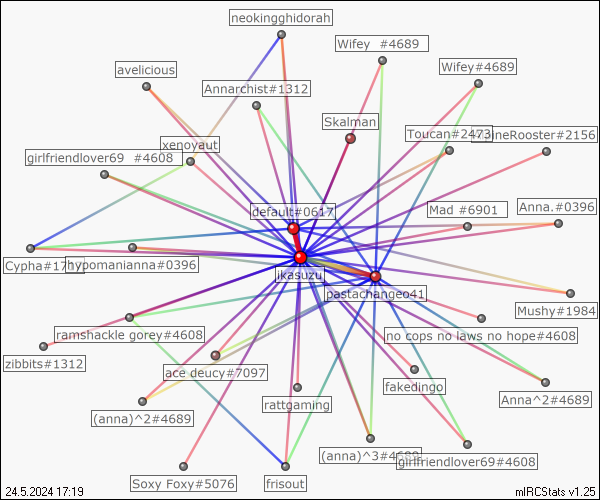 neokingghidorah
Wifey #4689
avelicious
Wifey#4689
Annarchist#1312
Skalman
Toucan#2473
ineRooster#2156
xenoyaut
girlfriendlover69 #4608
default#0617
Mad #6901
Anna.#0396
Cypha#17
hypomanianna#0396
ikasuzu
pastachangeo41
Mushy#1984
ramshackle gorey#4608
no cops no laws no hope#4608
zibbits#1312
ace deucy#7097
fakedingo
rattgaming
Anna^2#4689
(anna)^2#4689
(anna)^3#4689
girlfriendlover69#4608
Soxy Foxy#5076
frisout
24.5.2024 17:19
mIRCStats v1.25